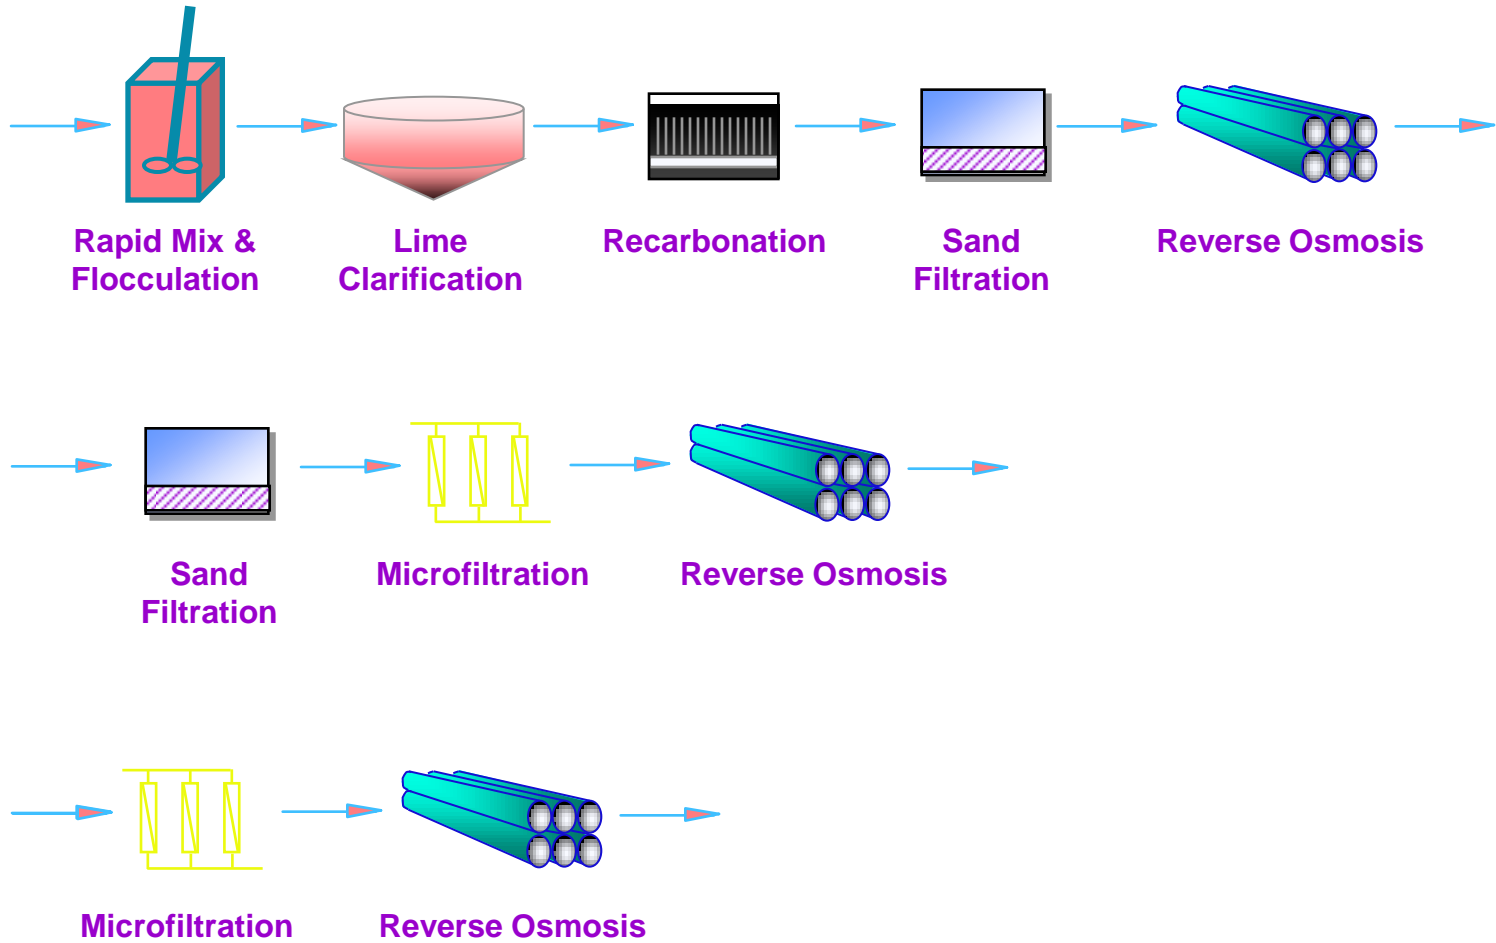 Rapid Mix &
Flocculation
Lime
Clarification
Recarbonation
Sand
Filtration
Reverse Osmosis
Sand
Filtration
Microfiltration
Reverse Osmosis
Microfiltration
Reverse Osmosis